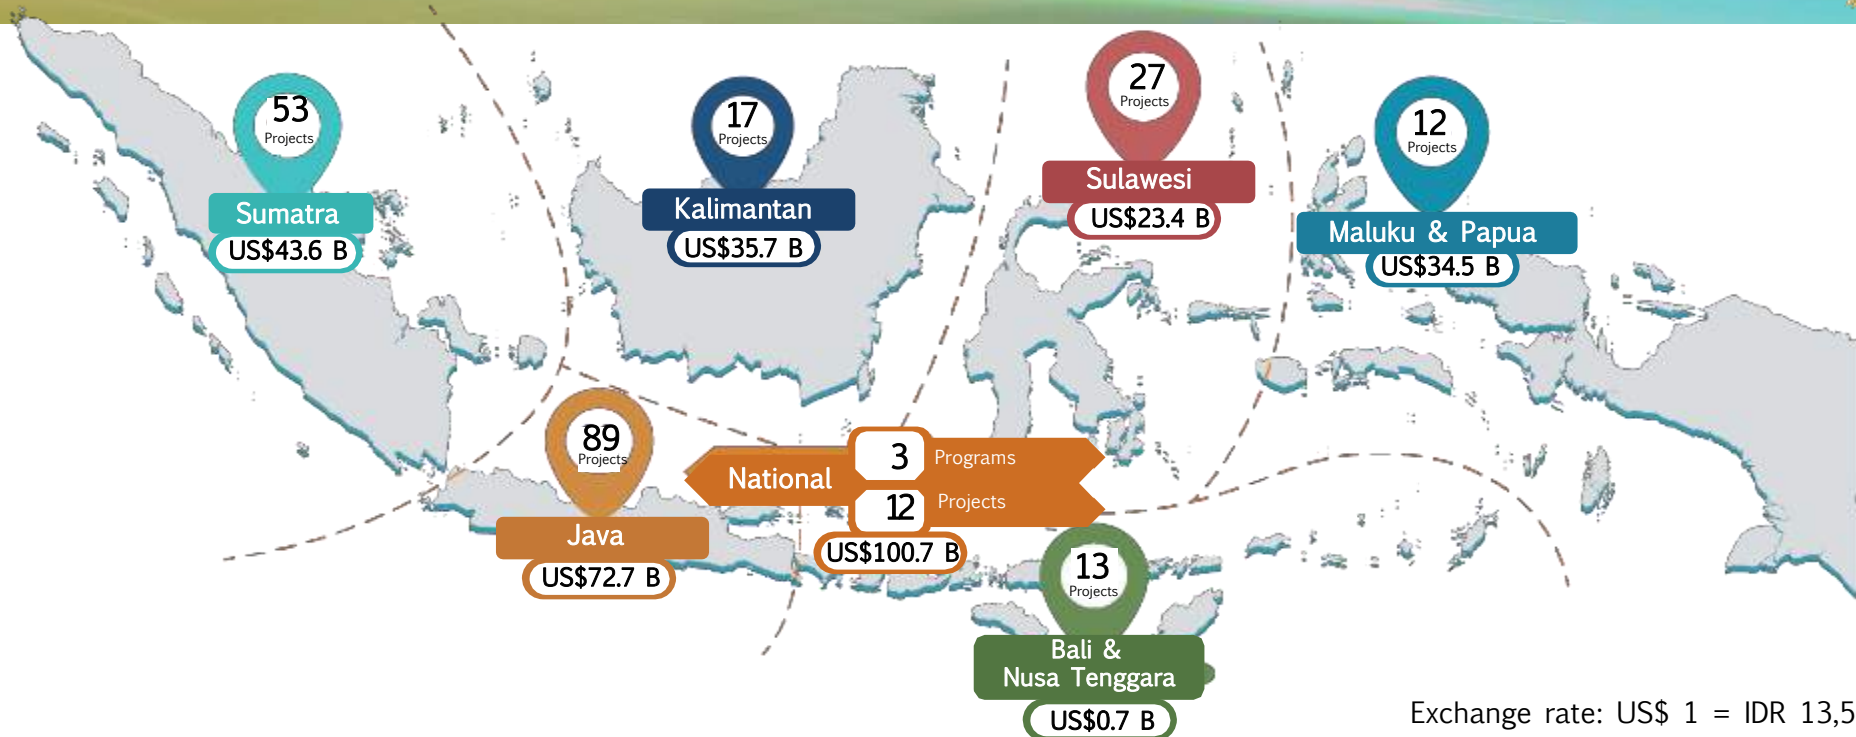 53
Projects
Sumatra
US$43.6 B
17
Projects
Kalimantan
US$35.7 B
27
Projects
Sulawesi
US$23.4 B
12
Projects
Maluku & Papua
US$34.5 B
89
Projects
Java
US$72.7 B
National
3 Programs
12 Projects
US$100.7 B
13
Projects
Bali &
Nusa Tenggara
US$0.7 B
Exchange rate: US$ 1 = IDR 13,5